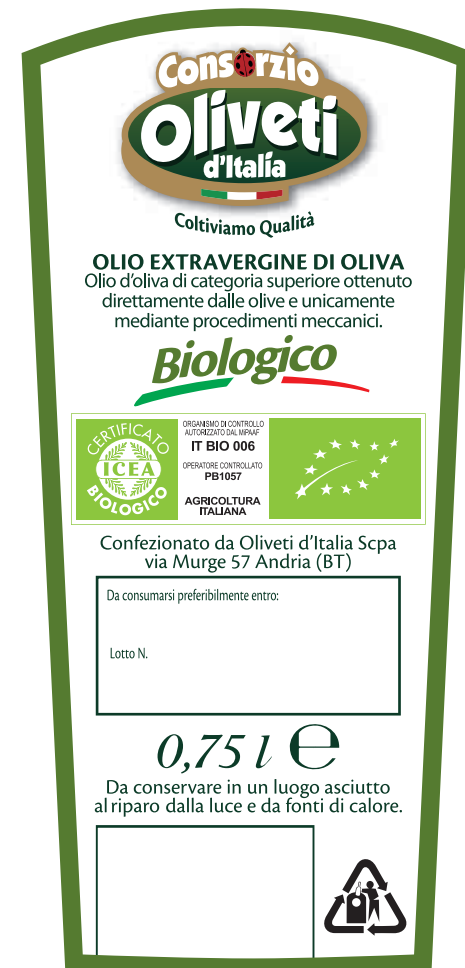 Consorzio
Oliveti
d'Italia
Coltiviamo Qualità
OLIO EXTRAVERGINE DI OLIVA
Olio d'oliva di categoria superiore ottenuto
direttamente dalle olive e unicamente
mediante procedimenti meccanici.
Biologico
CERTIFICATO
ICEA
BIOLOGICO
ORGANISMO DI CONTROLLO
AUTORIZZATO DAL MIPAAF
IT BIO 006
OPERATORE CONTROLLATO
PB1057
AGRICOLTURA
ITALIANA
Confezionato da Oliveti d'Italia Scpa
via Murge 57 Andria (BT)
Da consumarsi preferibilmente entro:
Lotto N.
0,75 l ℮
Da conservare in un luogo asciutto
al riparo dalla luce e da fonti di calore.